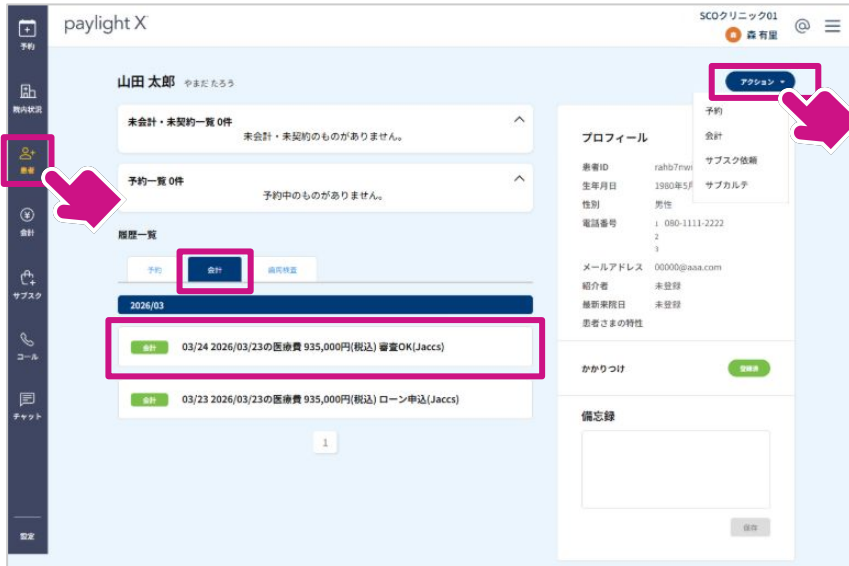 paylight X
SCOクリニック01
森 有里
予約
院内状況
患者
会計
サブスク
コール
チャット
設定
山田 太郎 やまだ たろう
未会計・未契約一覧 0件
未会計・未契約のものがありません。
予約一覧 0件
予約中のものがありません。
履歴一覧
予約 会計 歯周検査
2026/03
会計 03/24 2026/03/23の医療費 935,000円(税込) 審査OK(Jaccs)
会計 03/23 2026/03/23の医療費 935,000円(税込) ローン申込(Jaccs)
1
アクション
予約
会計
サブスク依頼
サブカルテ
プロフィール
患者ID
生年月日 1980年5月
性別 男性
電話番号 1 080-1111-2222
2
3
メールアドレス 00000@aaa.com
紹介者 未登録
最新来院日 未登録
患者さまの特性
かかりつけ 登録済
備忘録
保存